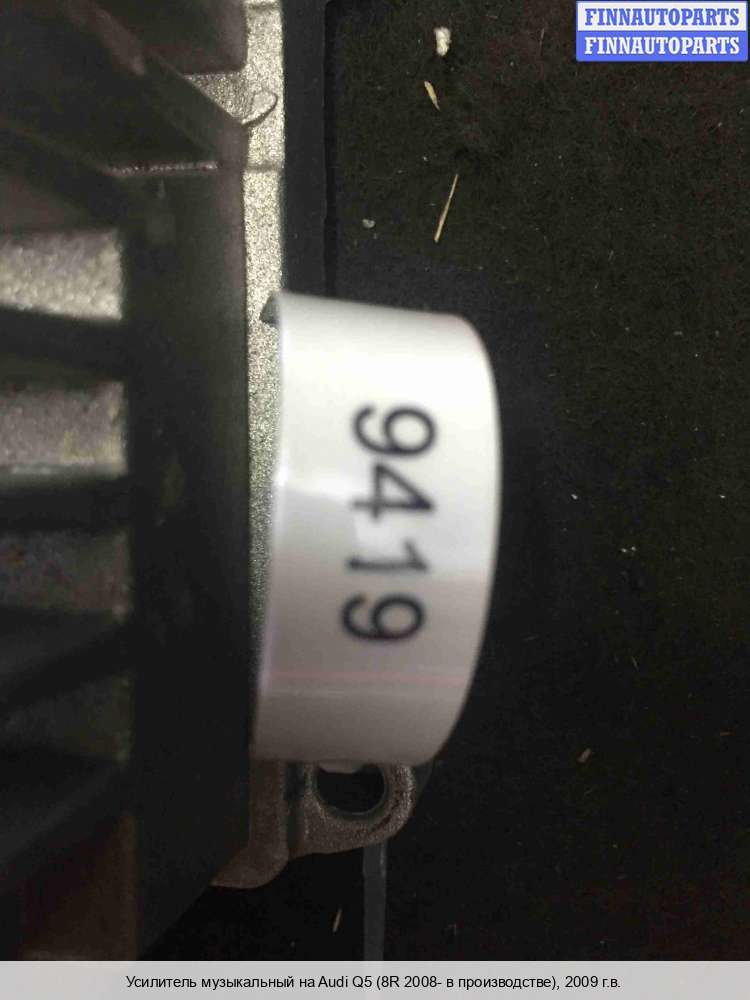 FINNAUTOPARTS
FINNAUTOPARTS
9419
Усилитель музыкальный на Audi Q5 (8R 2008- в производстве), 2009 г.в.